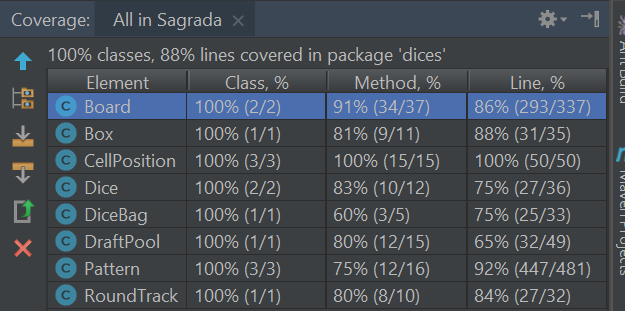 Coverage: All in Sagrada
100% classes, 88% lines covered in package 'dices'
Element Class, % Method, % Line, %
C Board 100% (2/2) 91% (34/37) 86% (293/337)
C Box 100% (1/1) 81% (9/11) 88% (31/35)
C CellPosition 100% (3/3) 100% (15/15) 100% (50/50)
C Dice 100% (2/2) 83% (10/12) 75% (27/36)
C DiceBag 100% (1/1) 60% (3/5) 75% (25/33)
C DraftPool 100% (1/1) 80% (12/15) 65% (32/49)
C Pattern 100% (3/3) 75% (12/16) 92% (447/481)
C RoundTrack 100% (1/1) 80% (8/10) 84% (27/32)
Ant Build
Maven Projects